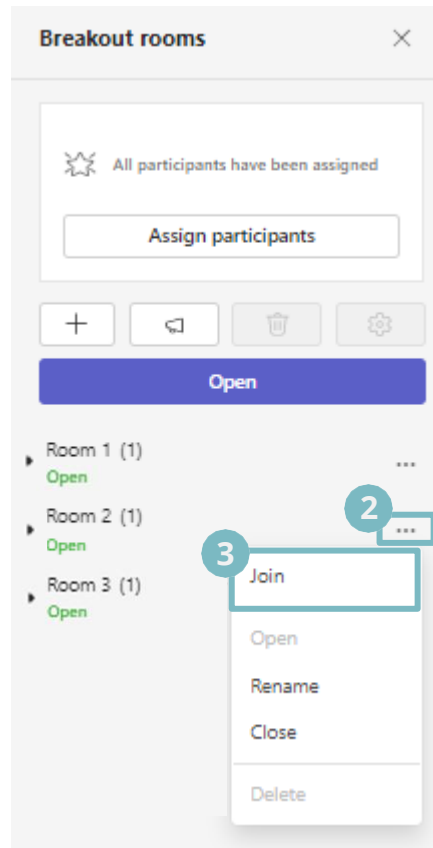 Breakout rooms
All participants have been assigned
Assign participants
Open
Room 1 (1)
Open
Room 2 (1)
2
...
Open
3
Join
Room 3 (1)
Open
Open
Rename
Close
Delete